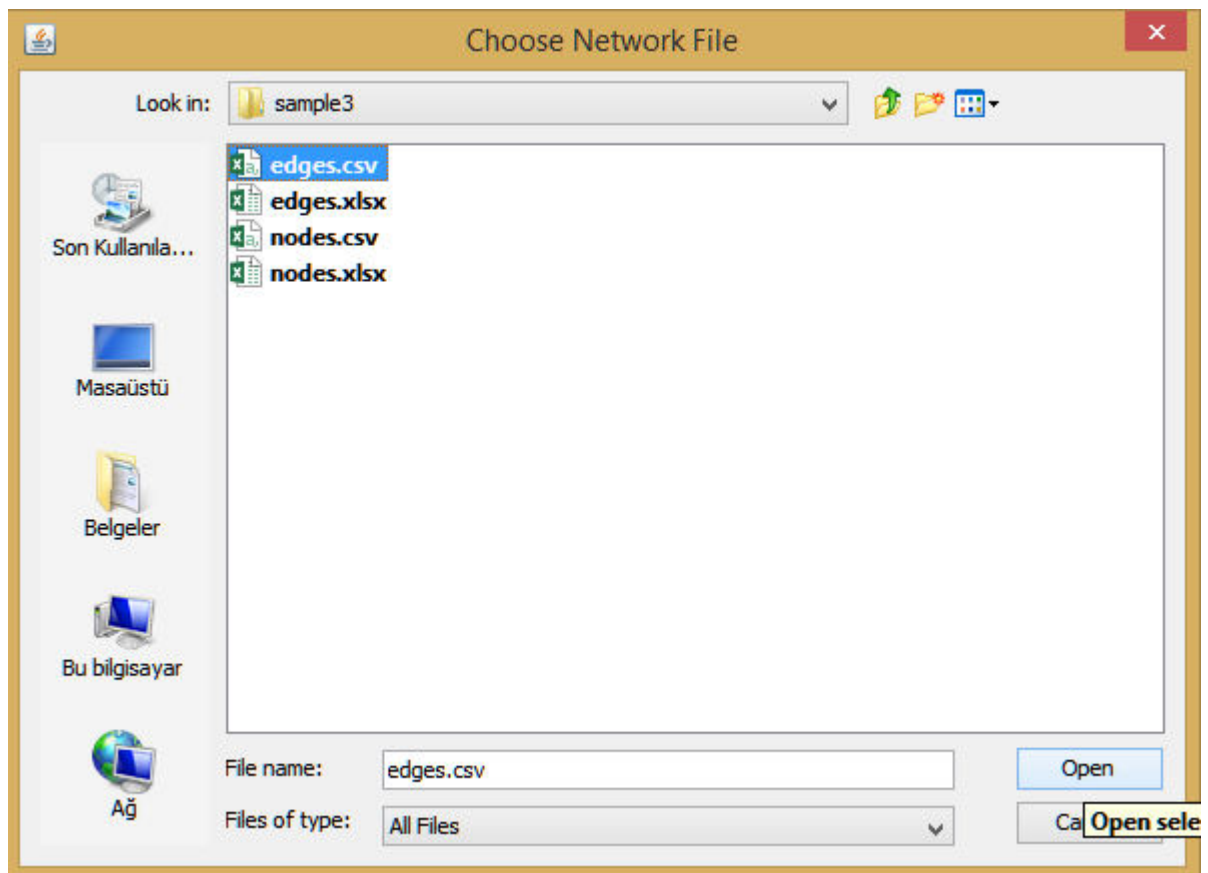 Choose Network File
Look in:
sample3
edges.csv
edges.xlsx
nodes.csv
nodes.xlsx
Son Kullanıla...
Masaüstü
Belgeler
Bu bilgisayar
Ağ
File name:
edges.csv
Open
Files of type:
All Files
Ca
Open sele